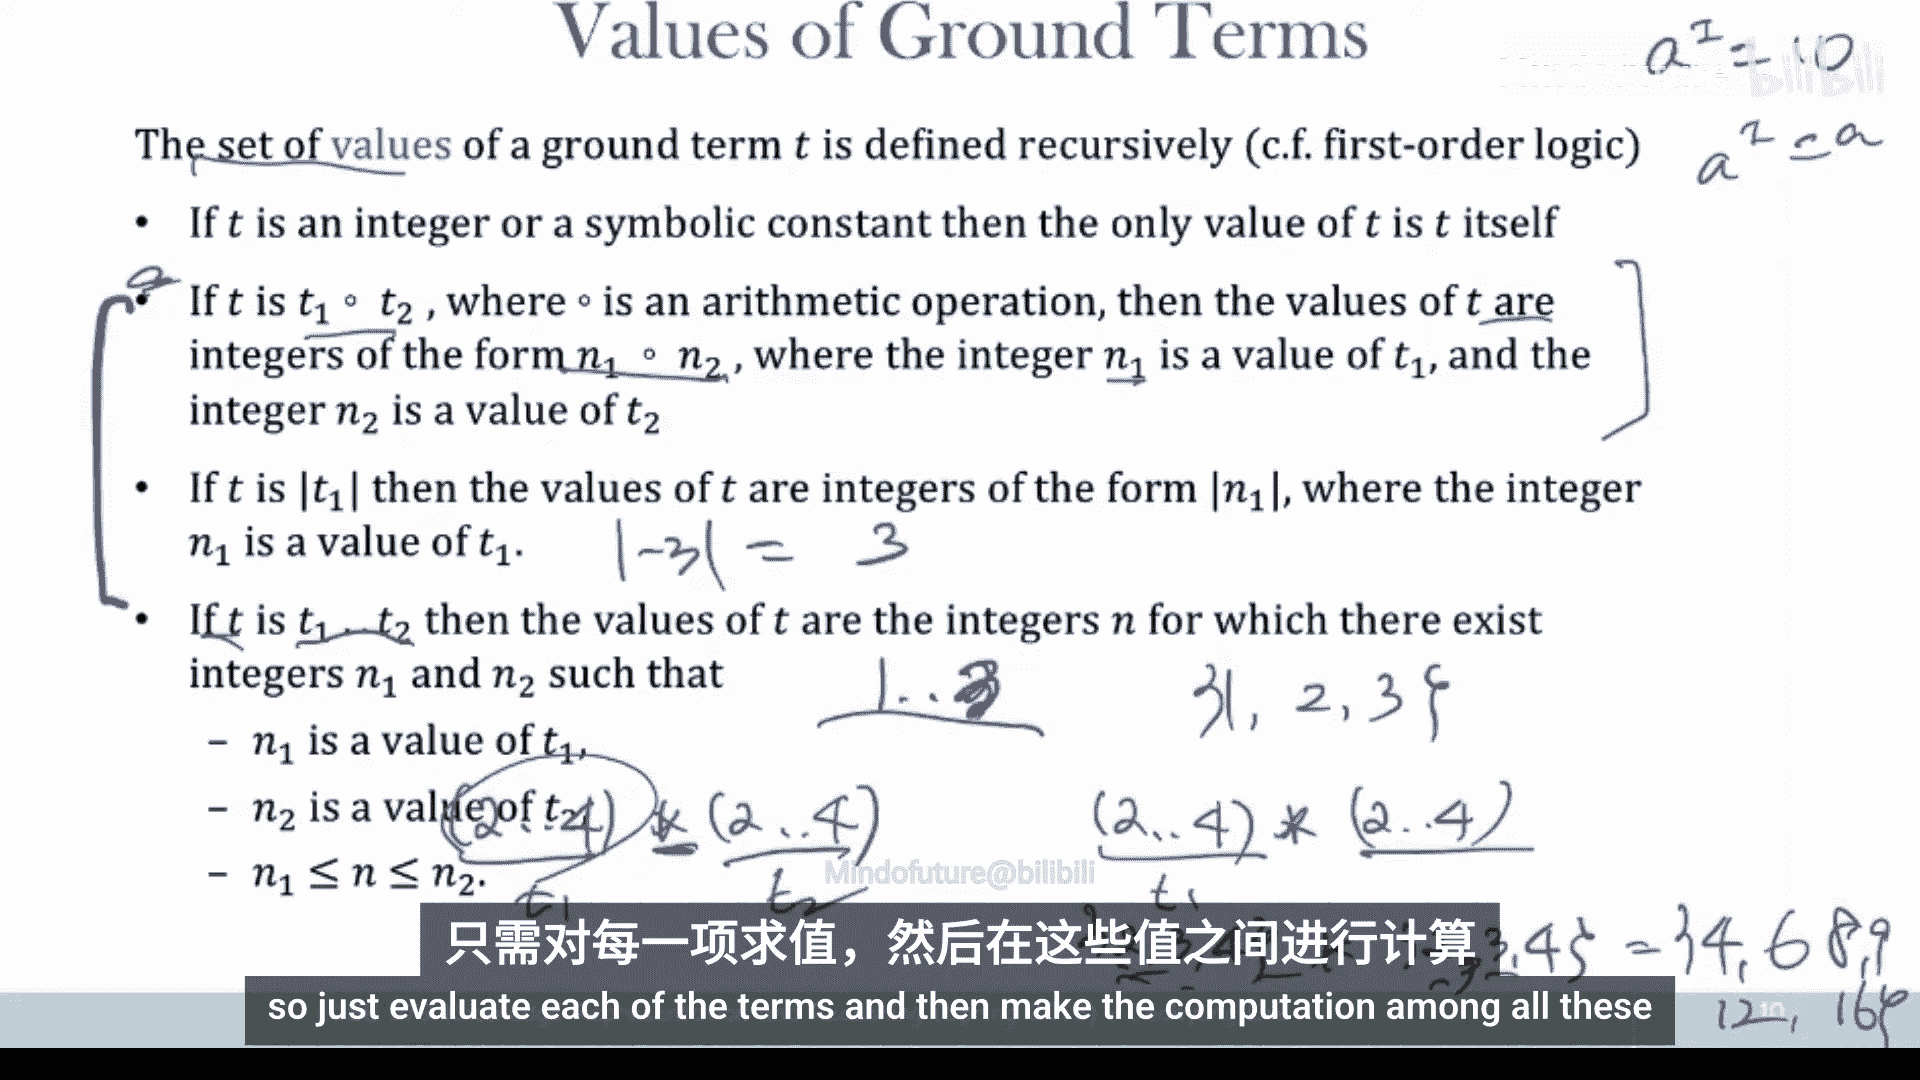 Values of Ground Terms
a^I = 10
bilibili
a^I = a
The set of values of a ground term t is defined recursively (c.f. first-order logic)
• If t is an integer or a symbolic constant then the only value of t is t itself
• If t is t₁ ∘ t₂ , where ∘ is an arithmetic operation, then the values of t are
integers of the form n₁ ∘ n₂ , where the integer n₁ is a value of t₁, and the
integer n₂ is a value of t₂
• If t is |t₁| then the values of t are integers of the form |n₁|, where the integer
n₁ is a value of t₁.
|-3| = 3
• If t is t₁ .. t₂ then the values of t are the integers n for which there exist
integers n₁ and n₂ such that
1..3 {1, 2, 3}
– n₁ is a value of t₁,
– n₂ is a value of t₂,
(2..4) * (2..4) (2..4) * (2..4)
– n₁ ≤ n ≤ n₂.
t₁ t₂ t₁
Mindofuture@bilibili
只需对每一项求值，然后在这些值之间进行计算
3,4} = {4, 6 8, 9
so just evaluate each of the terms and then make the computation among all these
12, 16}
10